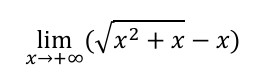 lim x→+∞ (√(x² + x) − x)